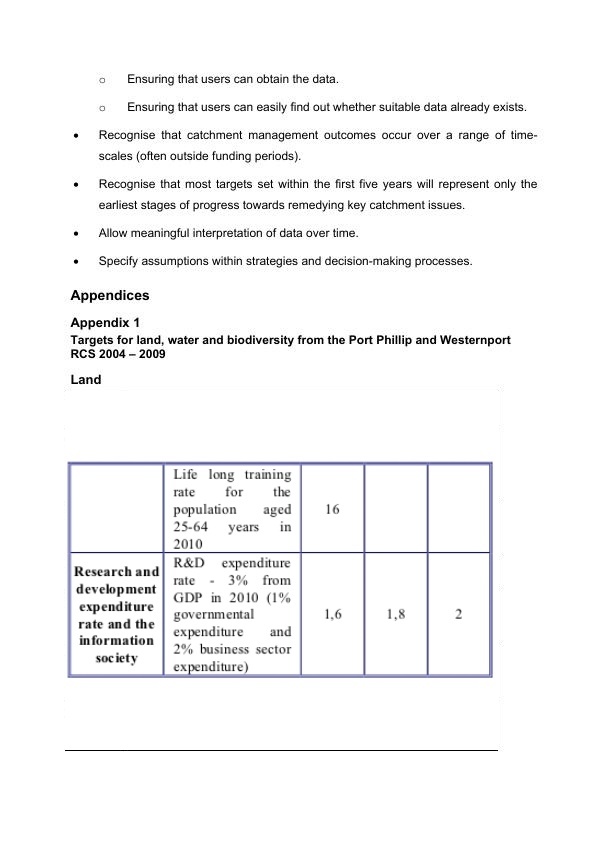 o Ensuring that users can obtain the data.
o Ensuring that users can easily find out whether suitable data already exists.
• Recognise that catchment management outcomes occur over a range of time-
scales (often outside funding periods).
• Recognise that most targets set within the first five years will represent only the
earliest stages of progress towards remedying key catchment issues.
• Allow meaningful interpretation of data over time.
• Specify assumptions within strategies and decision-making processes.
Appendices
Appendix 1
Targets for land, water and biodiversity from the Port Phillip and Westernport
RCS 2004 – 2009
Land
Life long training
rate for the
population aged
25-64 years in
2010
16
Research and
development
expenditure
rate and the
information
society
R&D expenditure
rate - 3% from
GDP in 2010 (1%
governmental
expenditure and
2% business sector
expenditure)
1,6
1,8
2